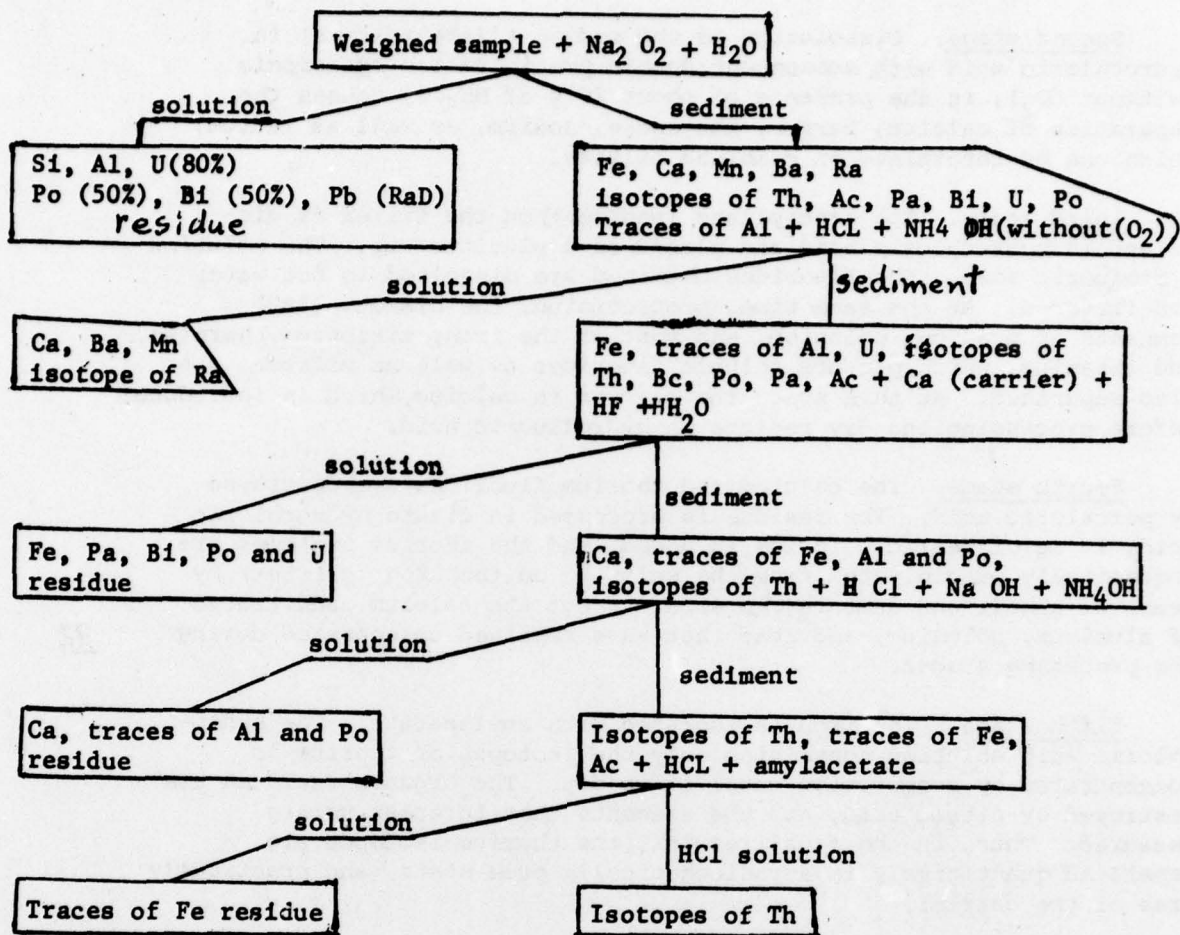 Weighed sample + Na2 O2 + H2O
solution
sediment
Si, Al, U(80%)
Po (50%), Bi (50%), Pb (RaD)
residue
Fe, Ca, Mn, Ba, Ra
isotopes of Th, Ac, Pa, Bi, U, Po
Traces of Al + HCL + NH4 OH(without(O2)
solution
sediment
Ca, Ba, Mn
isotope of Ra
Fe, traces of Al, U, isotopes of
Th, Bc, Po, Pa, Ac + Ca (carrier) +
HF + H2O
solution
sediment
Fe, Pa, Bi, Po and U
residue
Ca, traces of Fe, Al and Po,
isotopes of Th + H Cl + Na OH + NH4OH
solution
sediment
Ca, traces of Al and Po
residue
Isotopes of Th, traces of Fe,
Ac + HCL + amylacetate
solution
HCl solution
Traces of Fe residue
Isotopes of Th